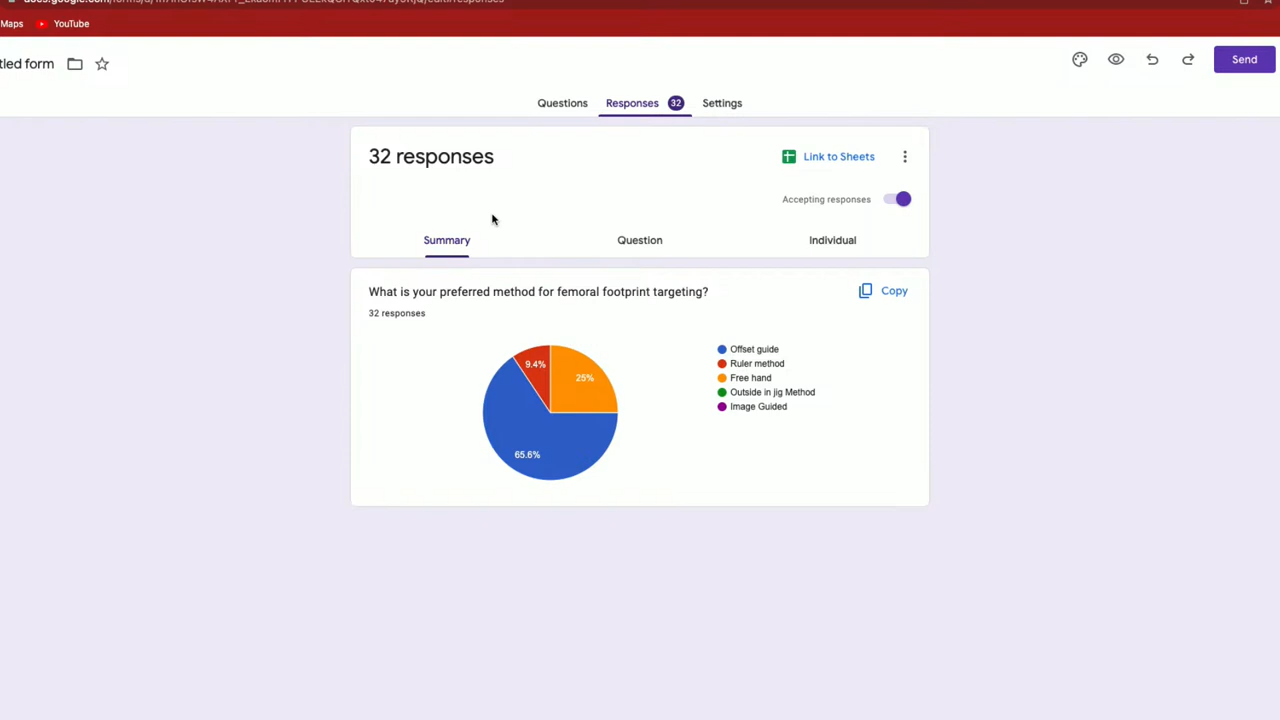 Maps YouTube
tled form
Send
Questions Responses 32 Settings
32 responses
Link to Sheets
Accepting responses
Summary Question Individual
What is your preferred method for femoral footprint targeting?
Copy
32 responses
9.4%
25%
65.6%
Offset guide
Ruler method
Free hand
Outside in jig Method
Image Guided